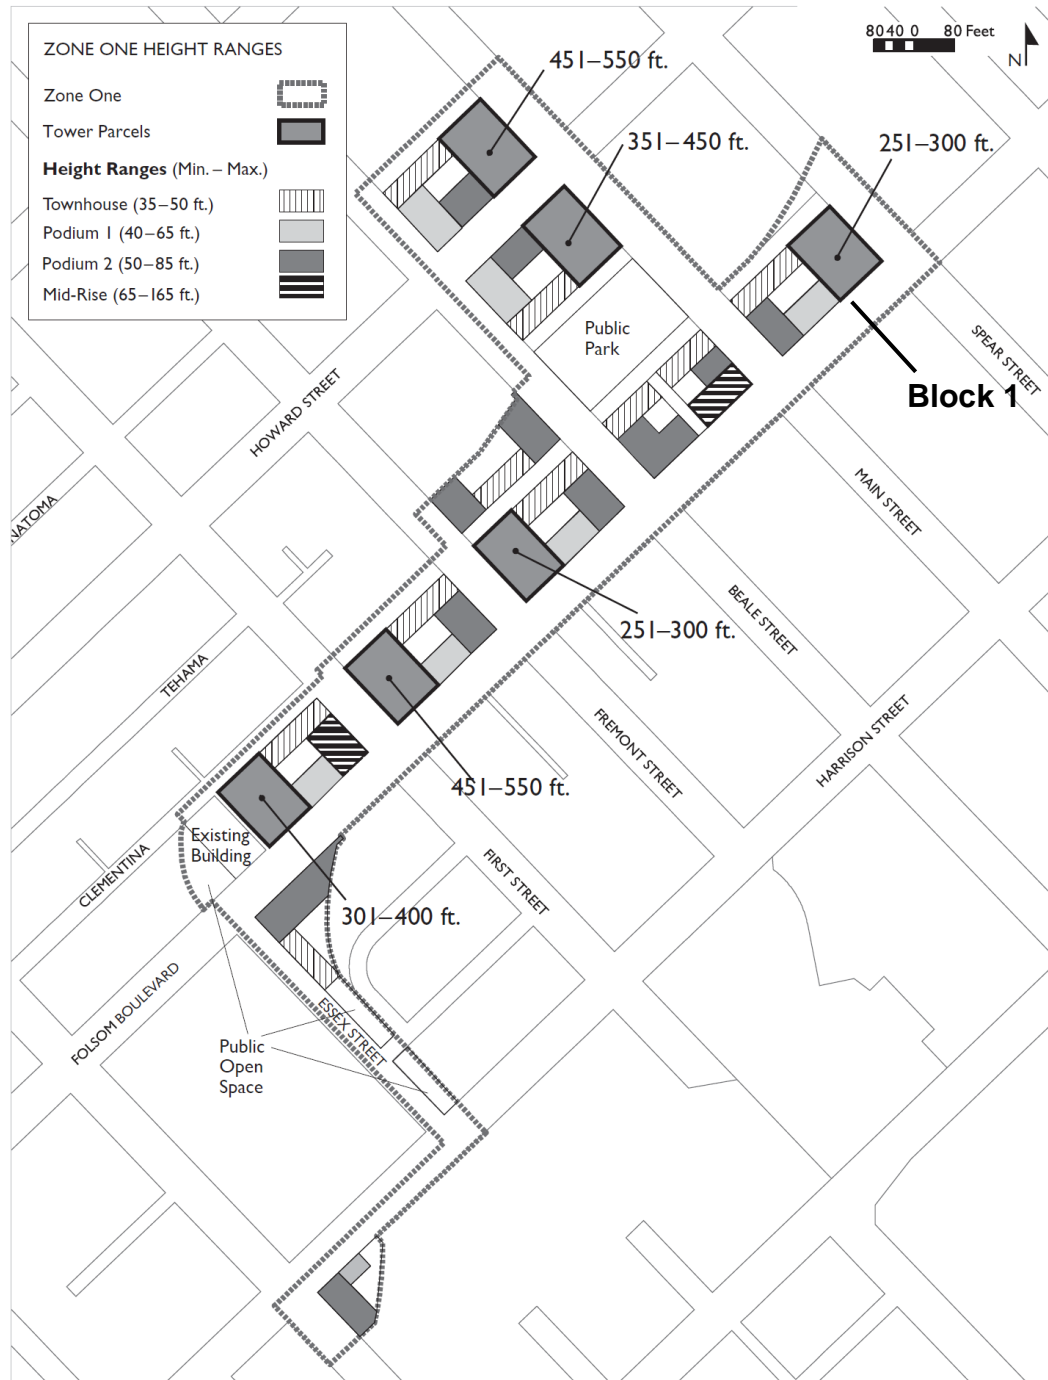 ZONE ONE HEIGHT RANGES
Zone One
Tower Parcels
Height Ranges (Min. – Max.)
Townhouse (35–50 ft.)
Podium 1 (40–65 ft.)
Podium 2 (50–85 ft.)
Mid-Rise (65–165 ft.)
8040 0 80 Feet
N
451–550 ft.
351–450 ft.
251–300 ft.
Public
Park
Block 1
SPEAR STREET
HOWARD STREET
MAIN STREET
NATOMA
BEALE STREET
251–300 ft.
TEHAMA
FREMONT STREET
HARRISON STREET
451–550 ft.
Existing
Building
CLEMENTINA
FIRST STREET
301–400 ft.
FOLSOM BOULEVARD
ESSEX STREET
Public
Open
Space